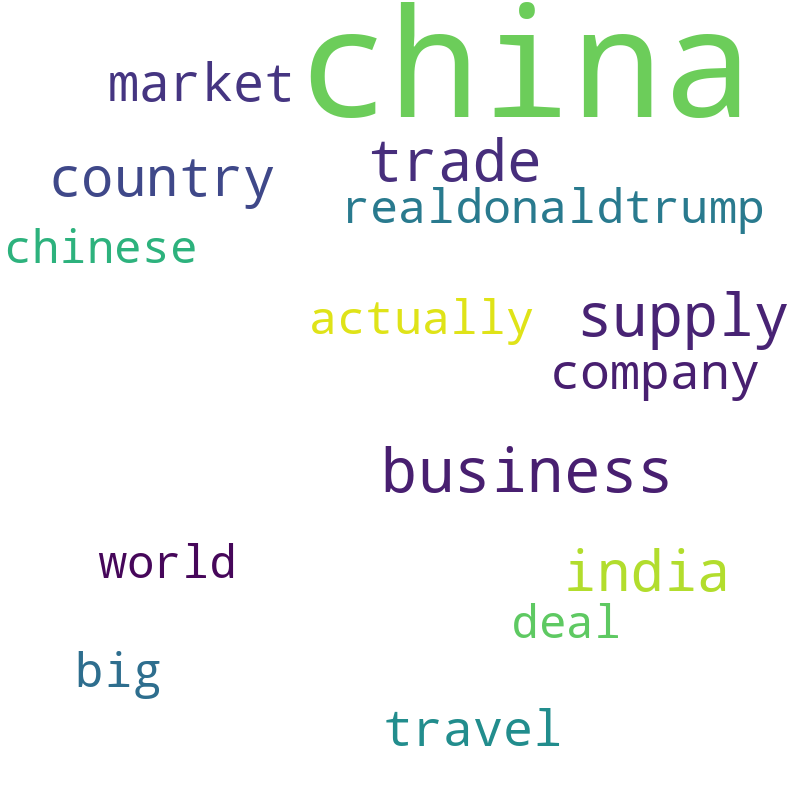 china
market
trade
country
realdonaldtrump
chinese
actually
supply
company
business
world
india
deal
big
travel